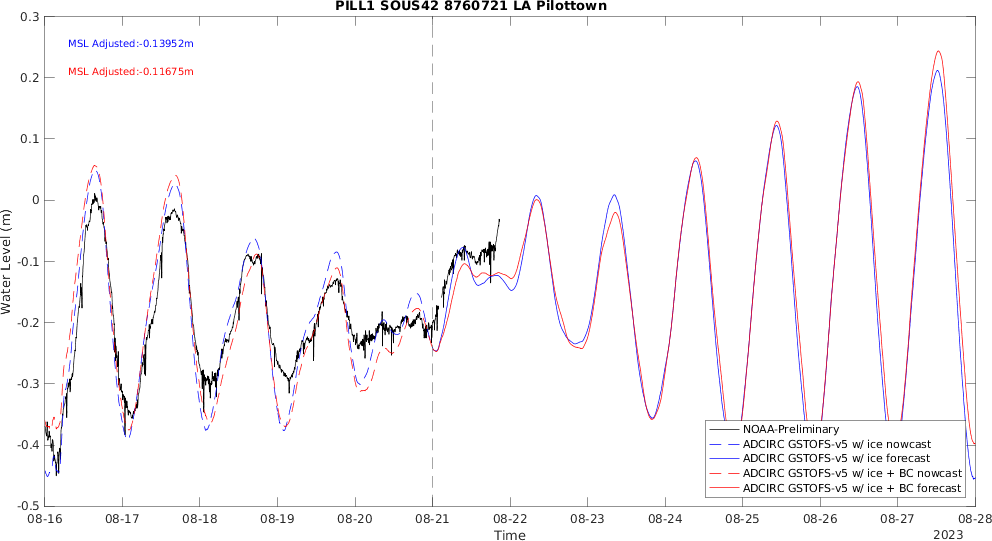 PILL1 SOUS42 8760721 LA Pilottown
MSL Adjusted:-0.13952m
MSL Adjusted:-0.11675m
Water Level (m)
0.3
0.2
0.1
0
-0.1
-0.2
-0.3
-0.4
-0.5
NOAA-Preliminary
ADCIRC GSTOFS-v5 w/ ice nowcast
ADCIRC GSTOFS-v5 w/ ice forecast
ADCIRC GSTOFS-v5 w/ ice + BC nowcast
ADCIRC GSTOFS-v5 w/ ice + BC forecast
08-16 08-17 08-18 08-19 08-20 08-21 08-22 08-23 08-24 08-25 08-26 08-27 08-28
Time
2023